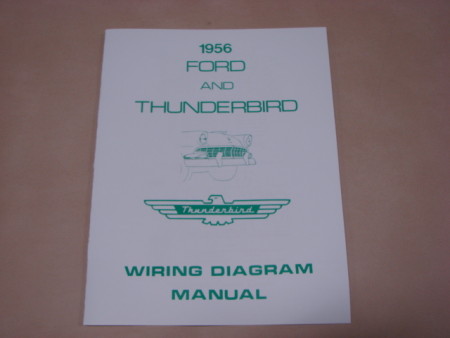 1956
FORD
AND
THUNDERBIRD
Thunderbird
WIRING DIAGRAM
MANUAL